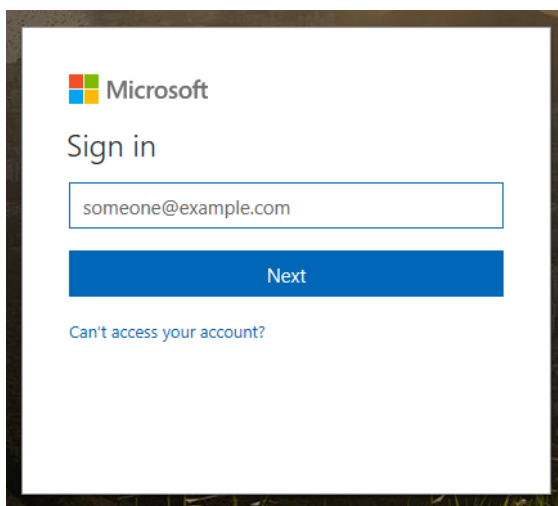 Microsoft
Sign in
someone@example.com
Next
Can't access your account?